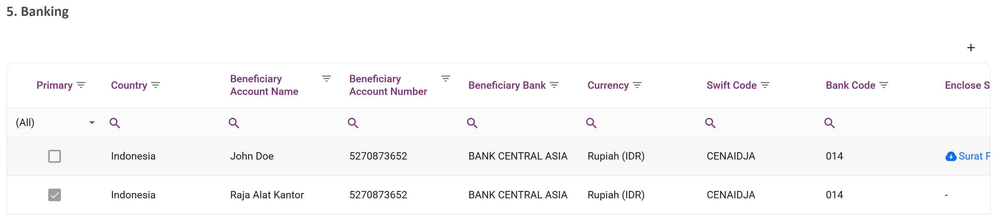 5. Banking
+
Primary Country Beneficiary Account Name Beneficiary Account Number Beneficiary Bank Currency Swift Code Bank Code Enclose S
(All)
Indonesia John Doe 5270873652 BANK CENTRAL ASIA Rupiah (IDR) CENAIDJA 014 Surat P
Indonesia Raja Alat Kantor 5270873652 BANK CENTRAL ASIA Rupiah (IDR) CENAIDJA 014 -